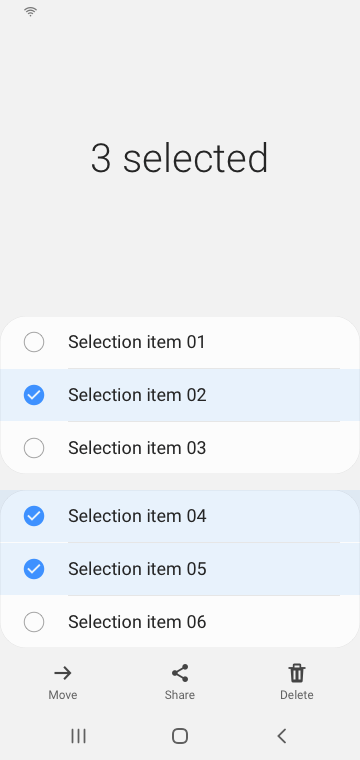 3 selected
Selection item 01
Selection item 02
Selection item 03
Selection item 04
Selection item 05
Selection item 06
Move Share Delete